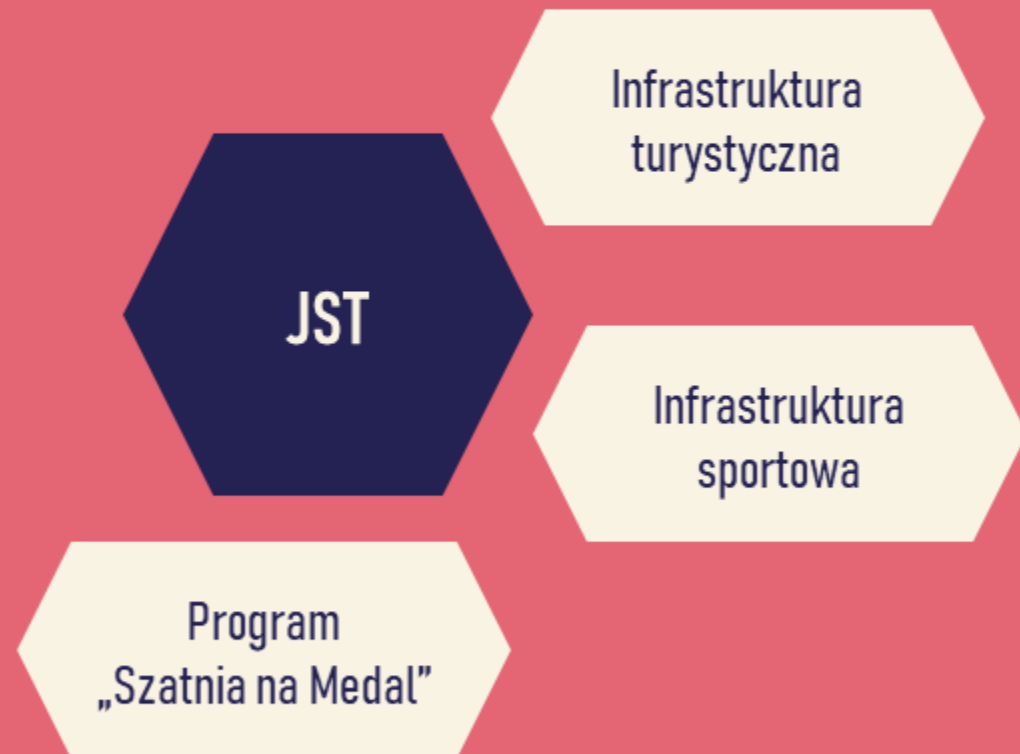 Infrastruktura
turystyczna
JST
Infrastruktura
sportowa
Program
„Szatnia na Medal”